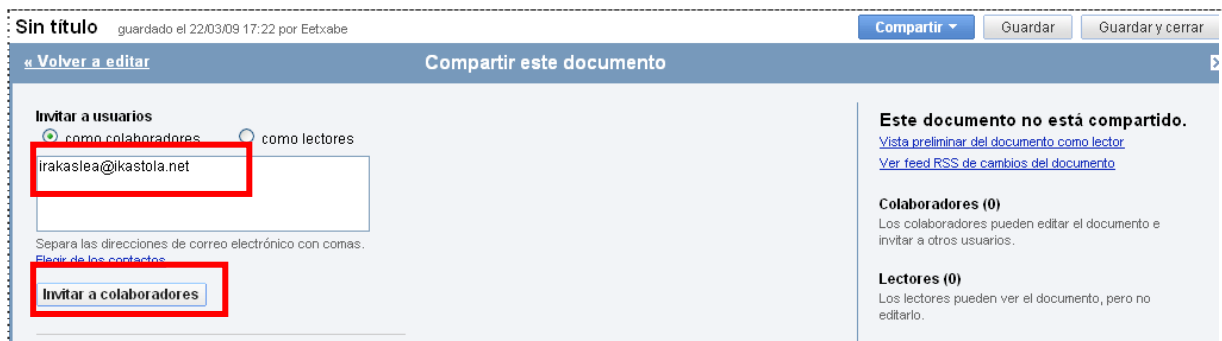 Sin título guardado el 22/03/09 17:22 por Eetxabe
Compartir Guardar Guardar y cerrar
« Volver a editar Compartir este documento
Invitar a usuarios
como colaboradores como lectores
irakaslea@ikastola.net
Separa las direcciones de correo electrónico con comas.
Elegir de los contactos
Invitar a colaboradores
Este documento no está compartido.
Vista preliminar del documento como lector
Ver feed RSS de cambios del documento
Colaboradores (0)
Los colaboradores pueden editar el documento e
invitar a otros usuarios.
Lectores (0)
Los lectores pueden ver el documento, pero no
editarlo.